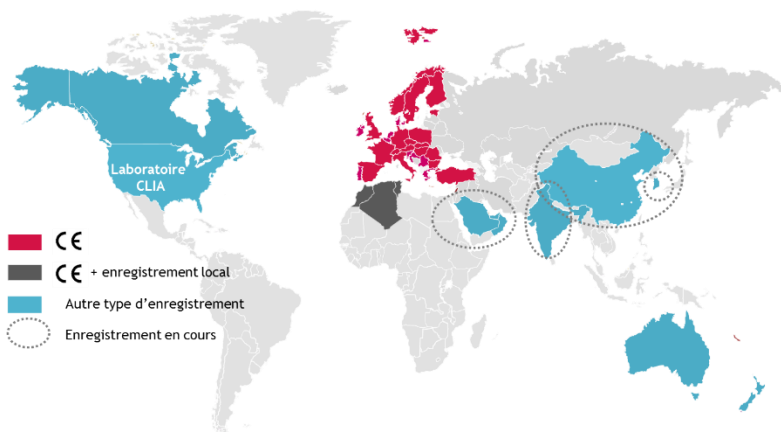 Laboratoire
CLIA
CE
CE + enregistrement local
Autre type d'enregistrement
Enregistrement en cours